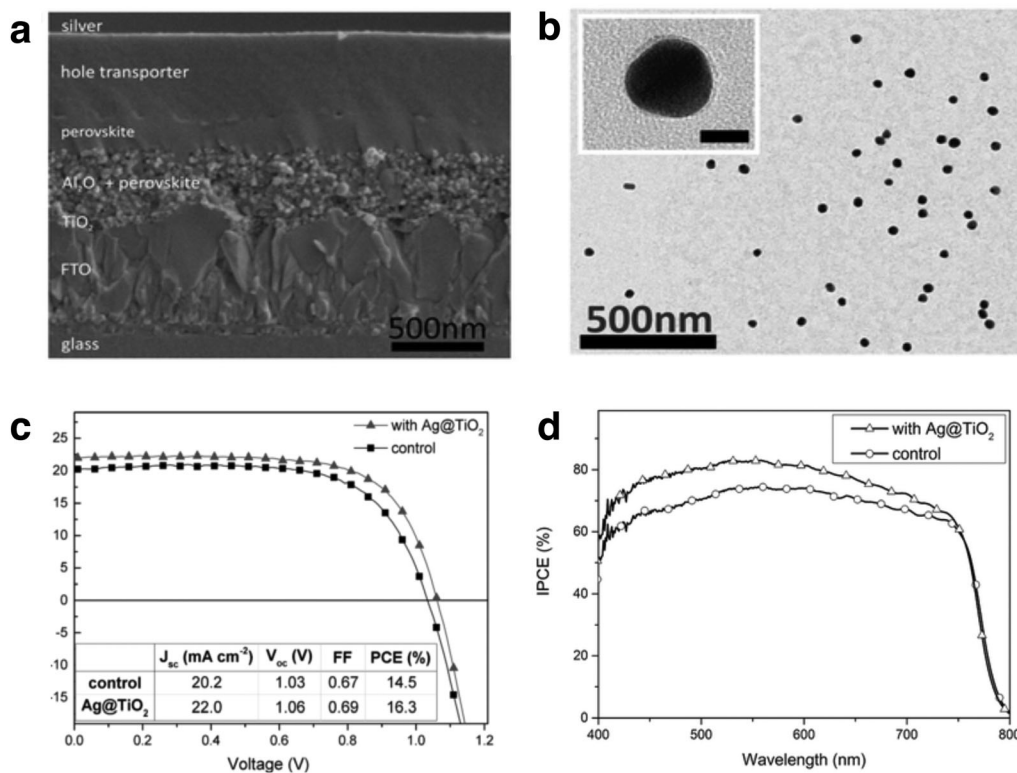 a
silver
hole transporter
perovskite
Al₂O₃ + perovskite
TiO₂
FTO
500nm
glass
b
500nm
c
with Ag@TiO₂
control
25
20
15
10
5
0
-5
-10
-15
J_sc (mA cm⁻²) V_oc (V) FF PCE (%)
control 20.2 1.03 0.67 14.5
Ag@TiO₂ 22.0 1.06 0.69 16.3
0.0 0.2 0.4 0.6 0.8 1.0 1.2
Voltage (V)
d
with Ag@TiO₂
control
80
60
40
20
0
IPCE (%)
400 500 600 700 800
Wavelength (nm)